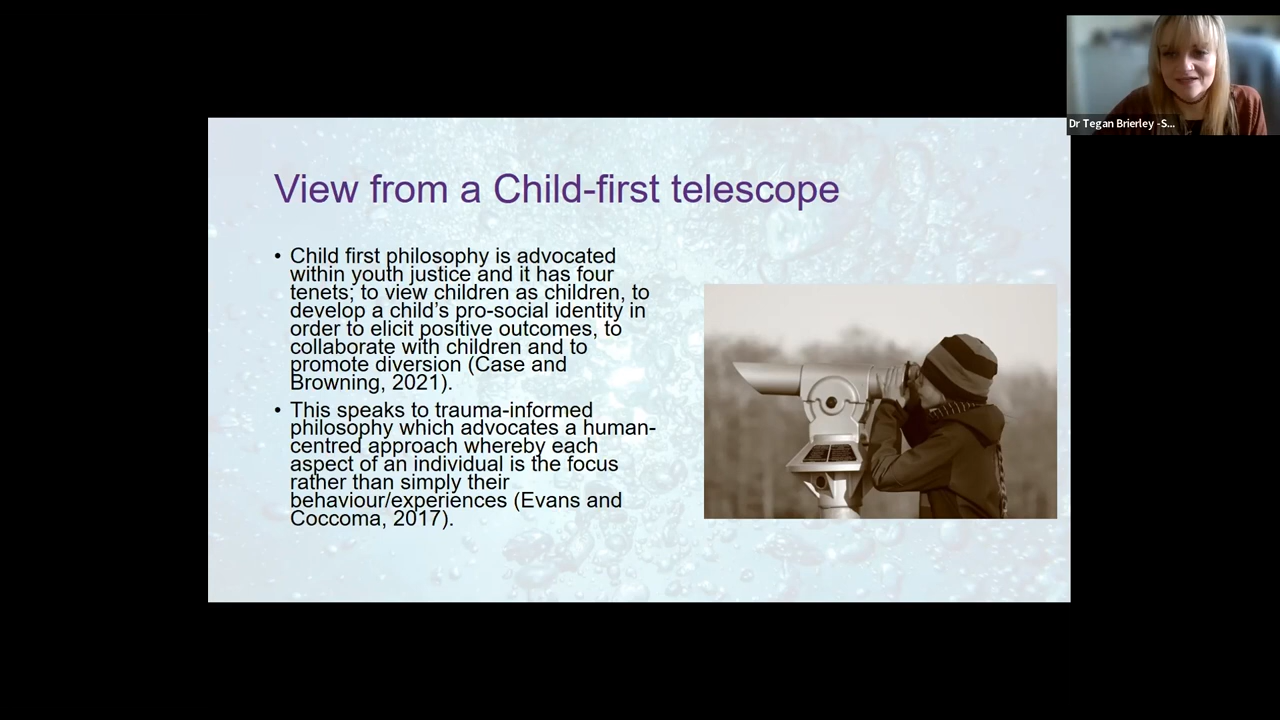 Dr Tegan Brierley -S...
View from a Child-first telescope
• Child first philosophy is advocated
within youth justice and it has four
tenets; to view children as children, to
develop a child's pro-social identity in
order to elicit positive outcomes, to
collaborate with children and to
promote diversion (Case and
Browning, 2021).
• This speaks to trauma-informed
philosophy which advocates a human-
centred approach whereby each
aspect of an individual is the focus
rather than simply their
behaviour/experiences (Evans and
Coccoma, 2017).